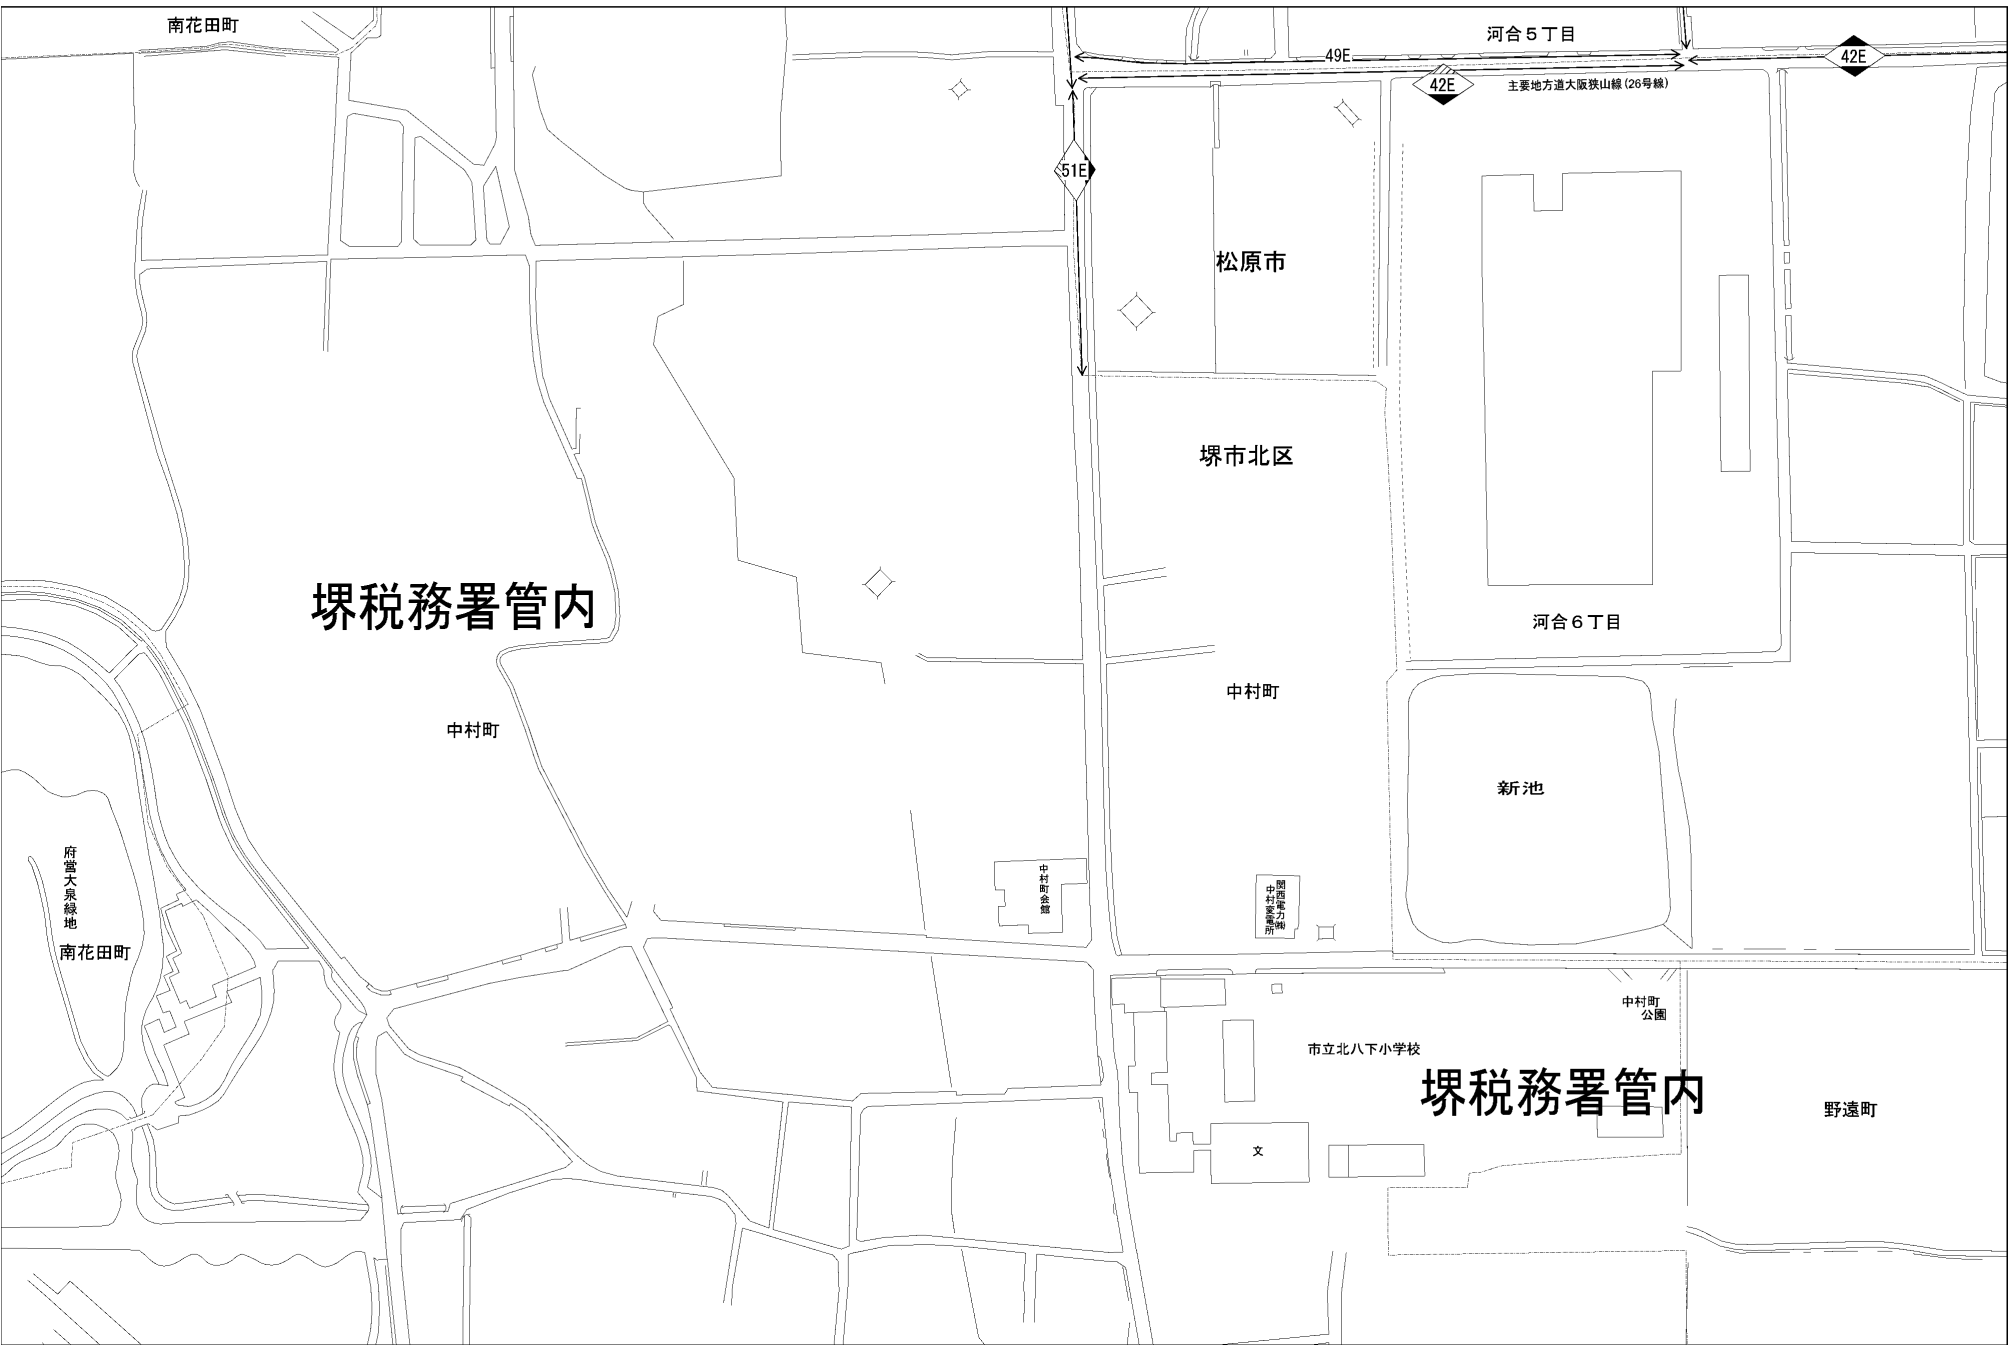 南花田町
河合５丁目
49E
42E
42E
主要地方道大阪狭山線(26号線)
51E
松原市
堺市北区
堺税務署管内
河合６丁目
中村町
中村町
新池
府営大泉緑地
中村町会館
関西電力㈱
中村変電所
南花田町
中村町
公園
市立北八下小学校
堺税務署管内
野遠町
文